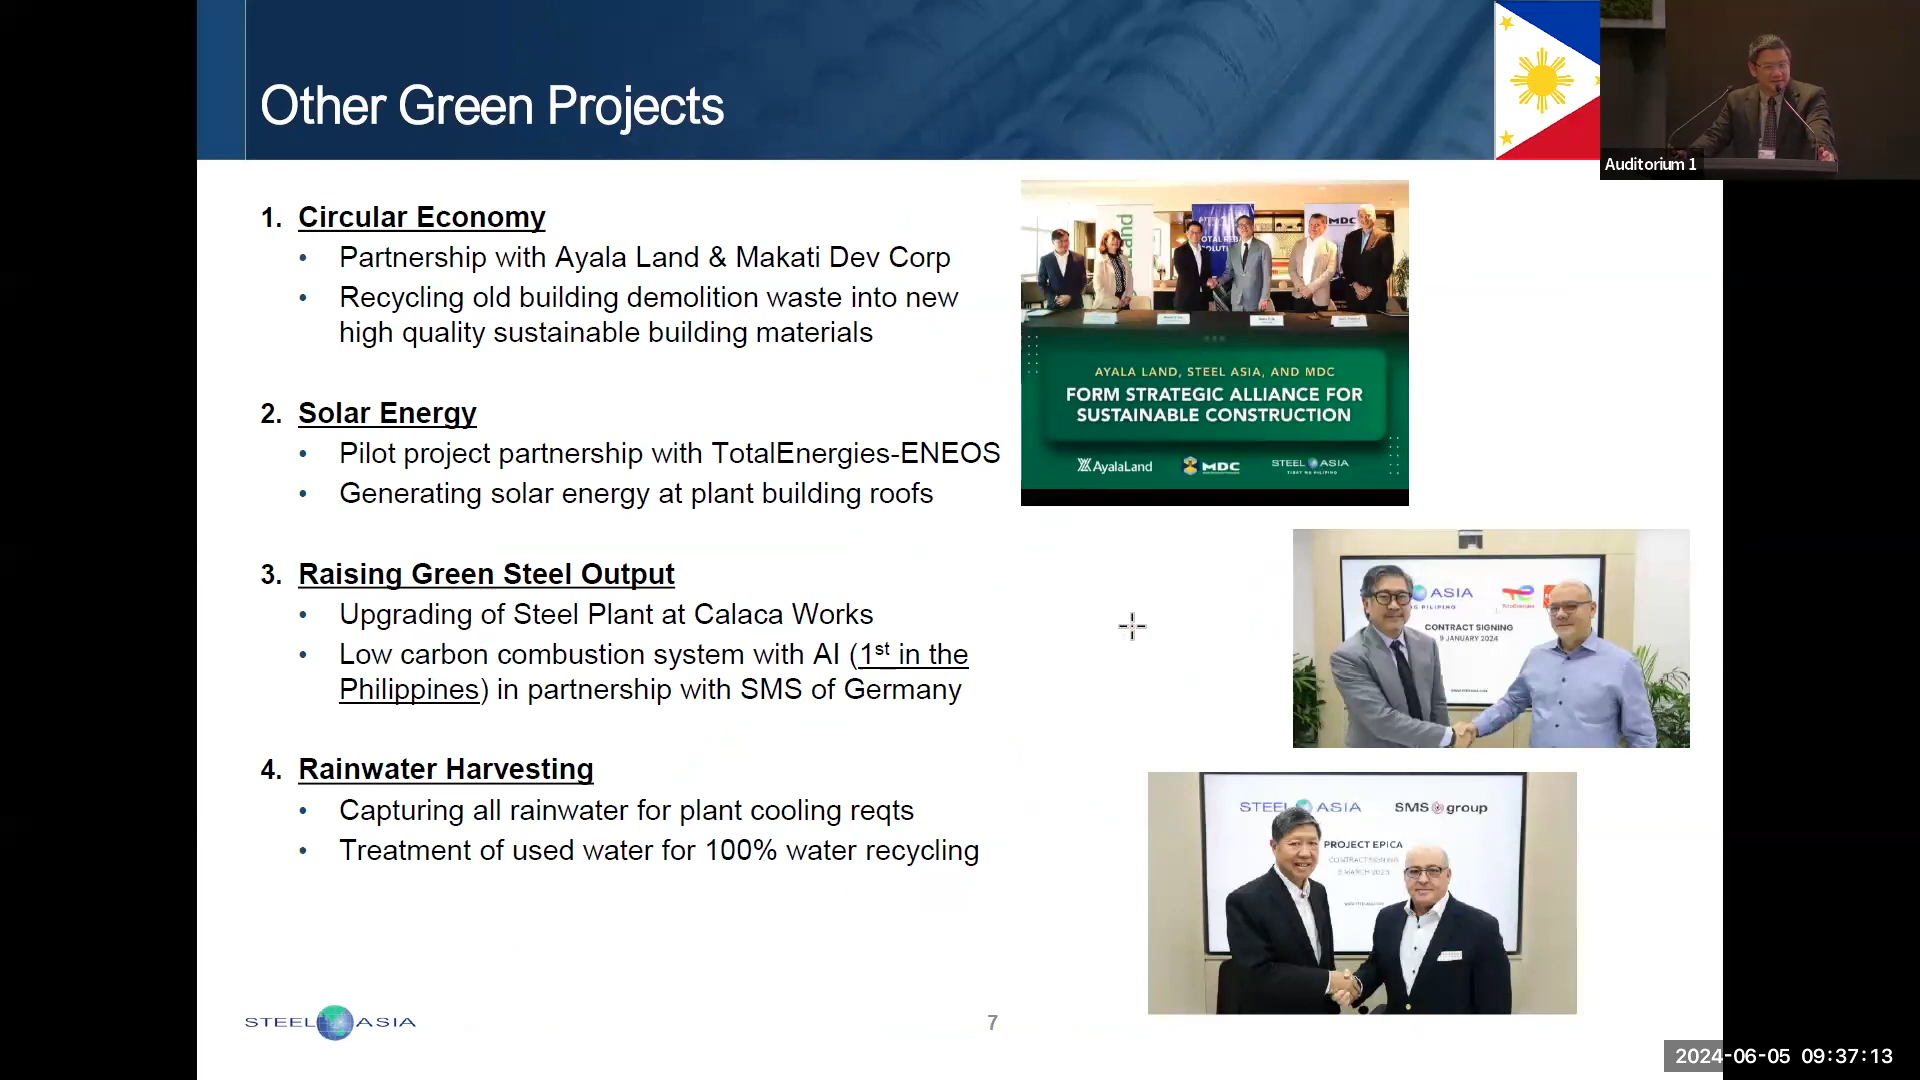 Other Green Projects
Auditorium 1
1. Circular Economy
• Partnership with Ayala Land & Makati Dev Corp
• Recycling old building demolition waste into new
high quality sustainable building materials
2. Solar Energy
• Pilot project partnership with TotalEnergies-ENEOS
• Generating solar energy at plant building roofs
3. Raising Green Steel Output
• Upgrading of Steel Plant at Calaca Works
• Low carbon combustion system with AI (1st in the
Philippines) in partnership with SMS of Germany
4. Rainwater Harvesting
• Capturing all rainwater for plant cooling reqts
• Treatment of used water for 100% water recycling
Land
MDC
AYALA LAND, STEEL ASIA, AND MDC
FORM STRATEGIC ALLIANCE FOR
SUSTAINABLE CONSTRUCTION
AyalaLand MDC STEEL ASIA
ASIA
CONTRACT SIGNING
9 JANUARY 2024
STEEL ASIA SMS group
PROJECT EPICA
CONTRACT SIGNING
STEEL ASIA
7
2024-06-05 09:37:13